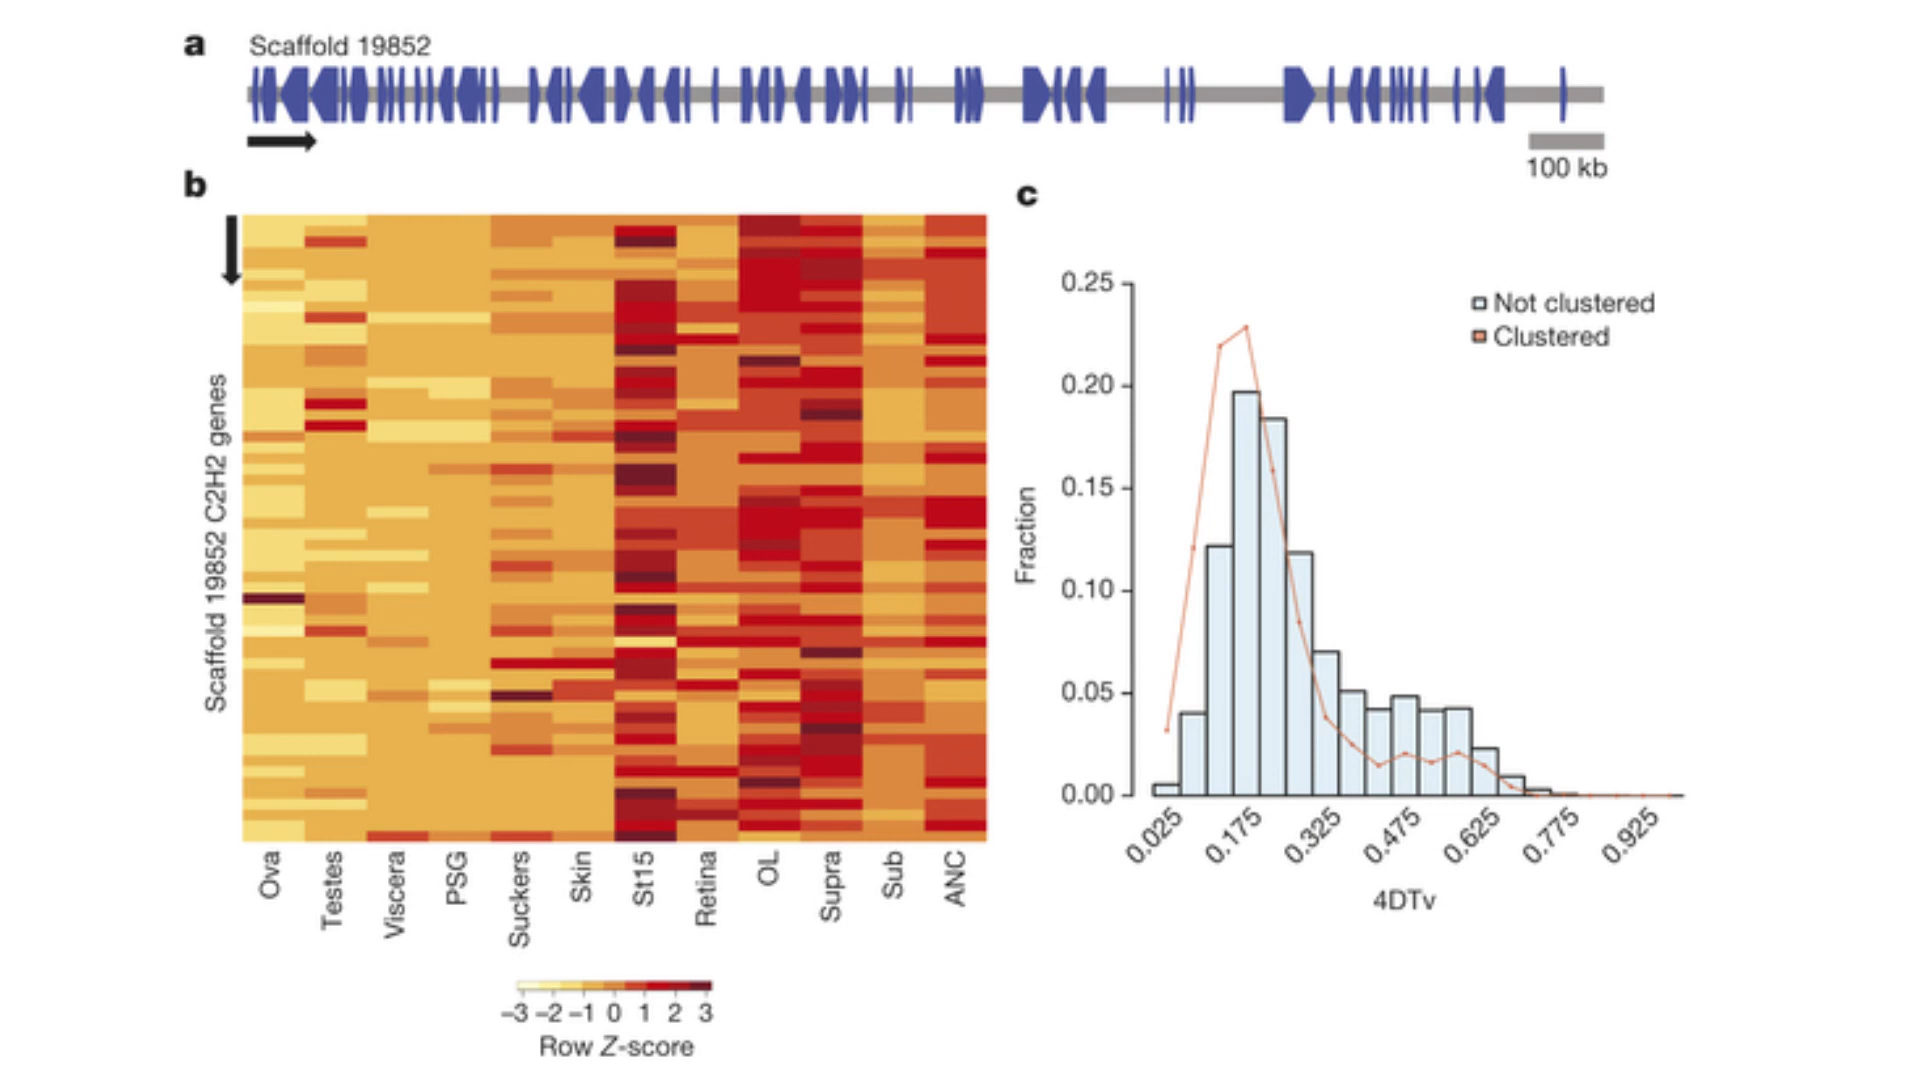 a
Scaffold 19852
100 kb
b
Scaffold 19852 C2H2 genes
Ova
Testes
Viscera
PSG
Suckers
Skin
St15
Retina
OL
Supra
Sub
ANC
–3 –2 –1 0 1 2 3
Row Z-score
c
0.25
0.20
0.15
0.10
0.05
0.00
Fraction
Not clustered
Clustered
0.025
0.175
0.325
0.475
0.625
0.775
0.925
4DTv